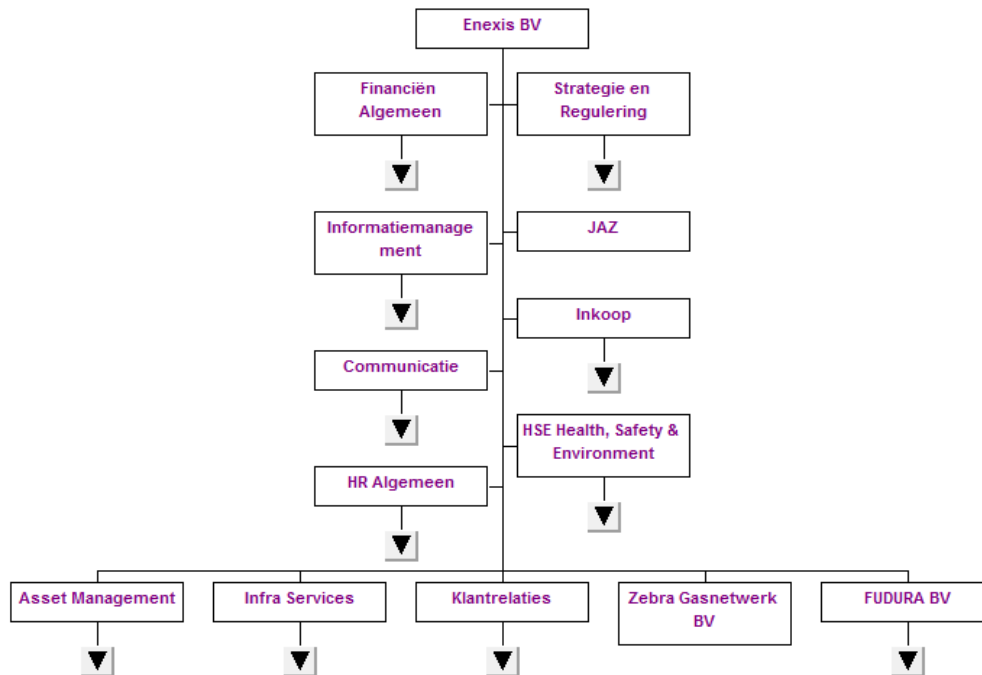 Enexis BV
Financiën
Algemeen
Strategie en
Regulering
Informatiemanage
ment
JAZ
Inkoop
Communicatie
HSE Health, Safety &
Environment
HR Algemeen
Asset Management
Infra Services
Klantrelaties
Zebra Gasnetwerk
BV
FUDURA BV